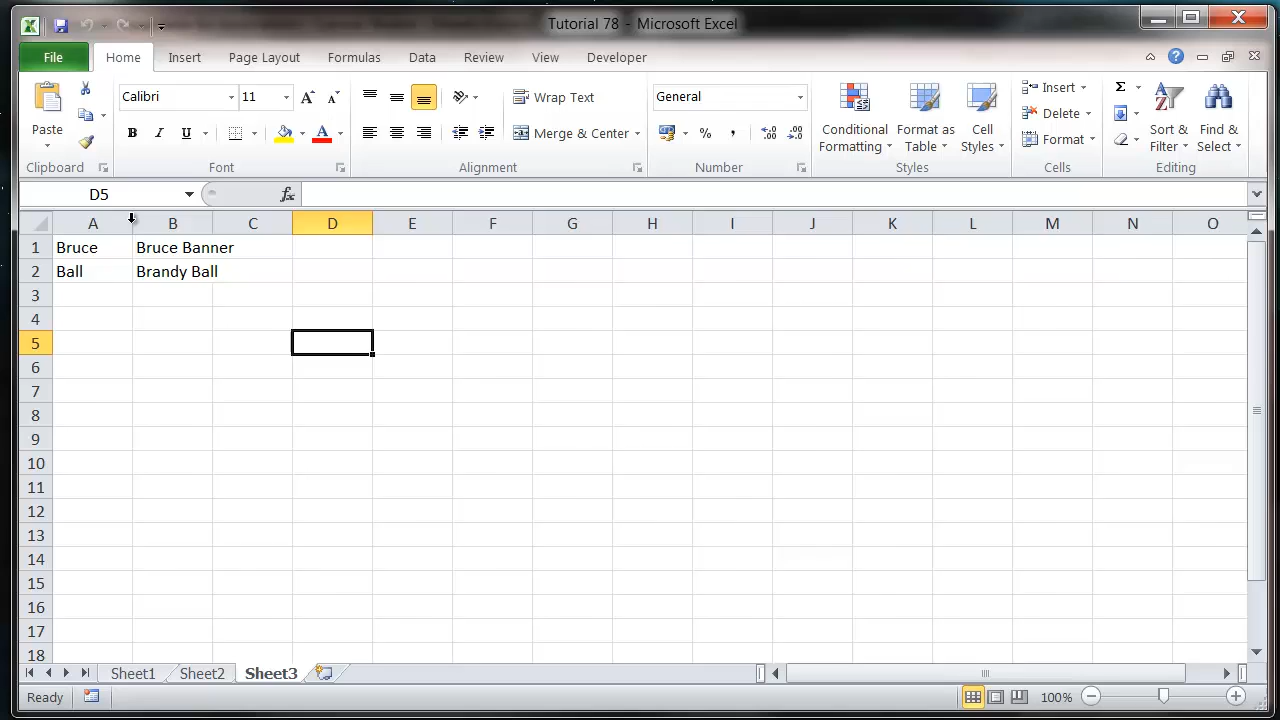 Tutorial 78 - Microsoft Excel
File Home Insert Page Layout Formulas Data Review View Developer
Paste
Clipboard
Calibri 11
B I U A
Font
Wrap Text
Merge & Center
Alignment
General
% ,
Number
Conditional Formatting
Format as Table
Cell Styles
Styles
Insert
Delete
Format
Cells
Σ
Sort & Filter
Find & Select
Editing
D5 fx
A B C D E F G H I J K L M N O
1 Bruce Bruce Banner
2 Ball Brandy Ball
3
4
5
6
7
8
9
10
11
12
13
14
15
16
17
18
Sheet1 Sheet2 Sheet3
Ready 100%